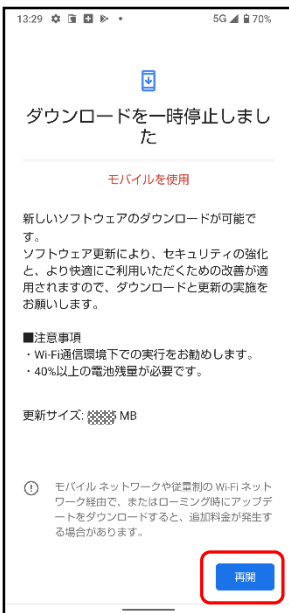 13:29 5G 70%
ダウンロードを一時停止しまし
た
モバイルを使用
新しいソフトウェアのダウンロードが可能で
す。
ソフトウェア更新により、セキュリティの強化
と、より快適にご利用いただくための改善が適
用されますので、ダウンロードと更新の実施を
お願いします。
■注意事項
・Wi-Fi通信環境下での実行をお勧めします。
・40%以上の電池残量が必要です。
更新サイズ: MB
モバイル ネットワークや従量制の Wi-Fi ネット
ワーク経由で、またはローミング時にアップデ
ートをダウンロードすると、追加料金が発生す
る場合があります。
再開